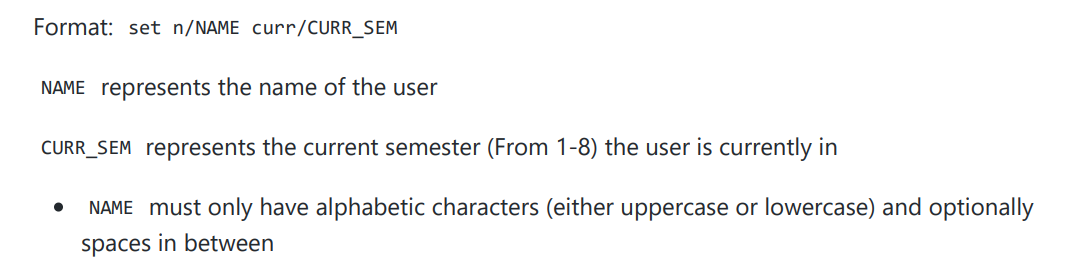 Format: set n/NAME curr/CURR_SEM
NAME represents the name of the user
CURR_SEM represents the current semester (From 1-8) the user is currently in
• NAME must only have alphabetic characters (either uppercase or lowercase) and optionally
spaces in between